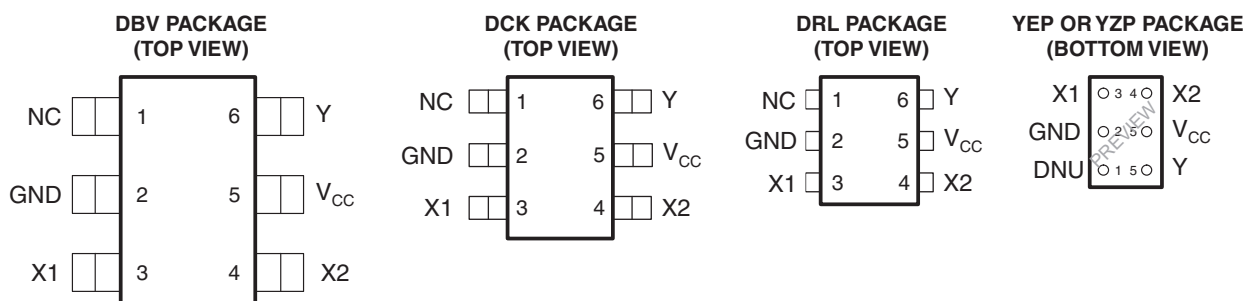 DBV PACKAGE
(TOP VIEW)
NC 1 6 Y
GND 2 5 VCC
X1 3 4 X2
DCK PACKAGE
(TOP VIEW)
NC 1 6 Y
GND 2 5 VCC
X1 3 4 X2
DRL PACKAGE
(TOP VIEW)
NC 1 6 Y
GND 2 5 VCC
X1 3 4 X2
YEP OR YZP PACKAGE
(BOTTOM VIEW)
X1 3 4 X2
GND 2 5 VCC
DNU 1 5 Y
PREVIEW